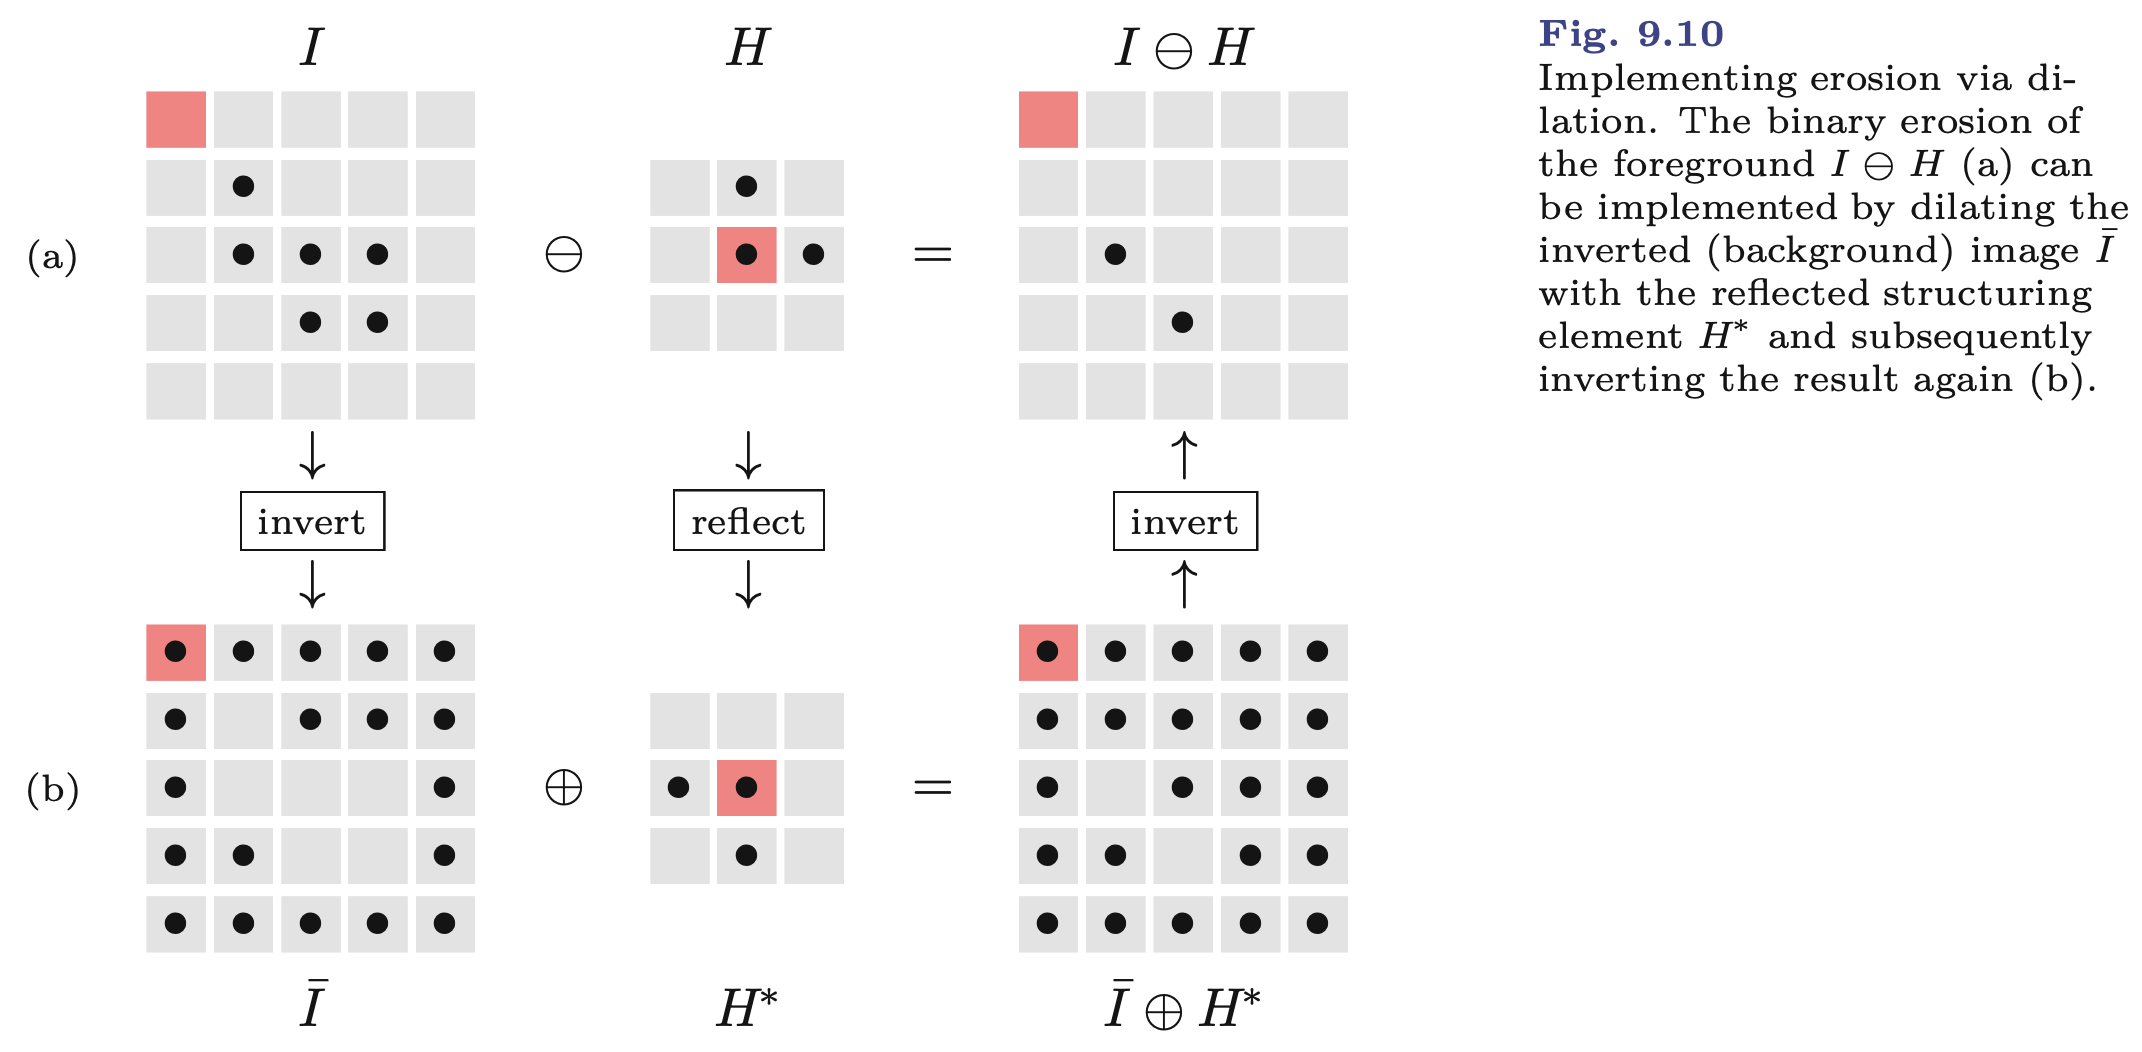 I H I ⊖ H
(a) ⊖ =
invert reflect invert
(b) ⊕ =
Ī H* Ī ⊕ H*
Fig. 9.10
Implementing erosion via di-
lation. The binary erosion of
the foreground I ⊖ H (a) can
be implemented by dilating the
inverted (background) image Ī
with the reflected structuring
element H* and subsequently
inverting the result again (b).